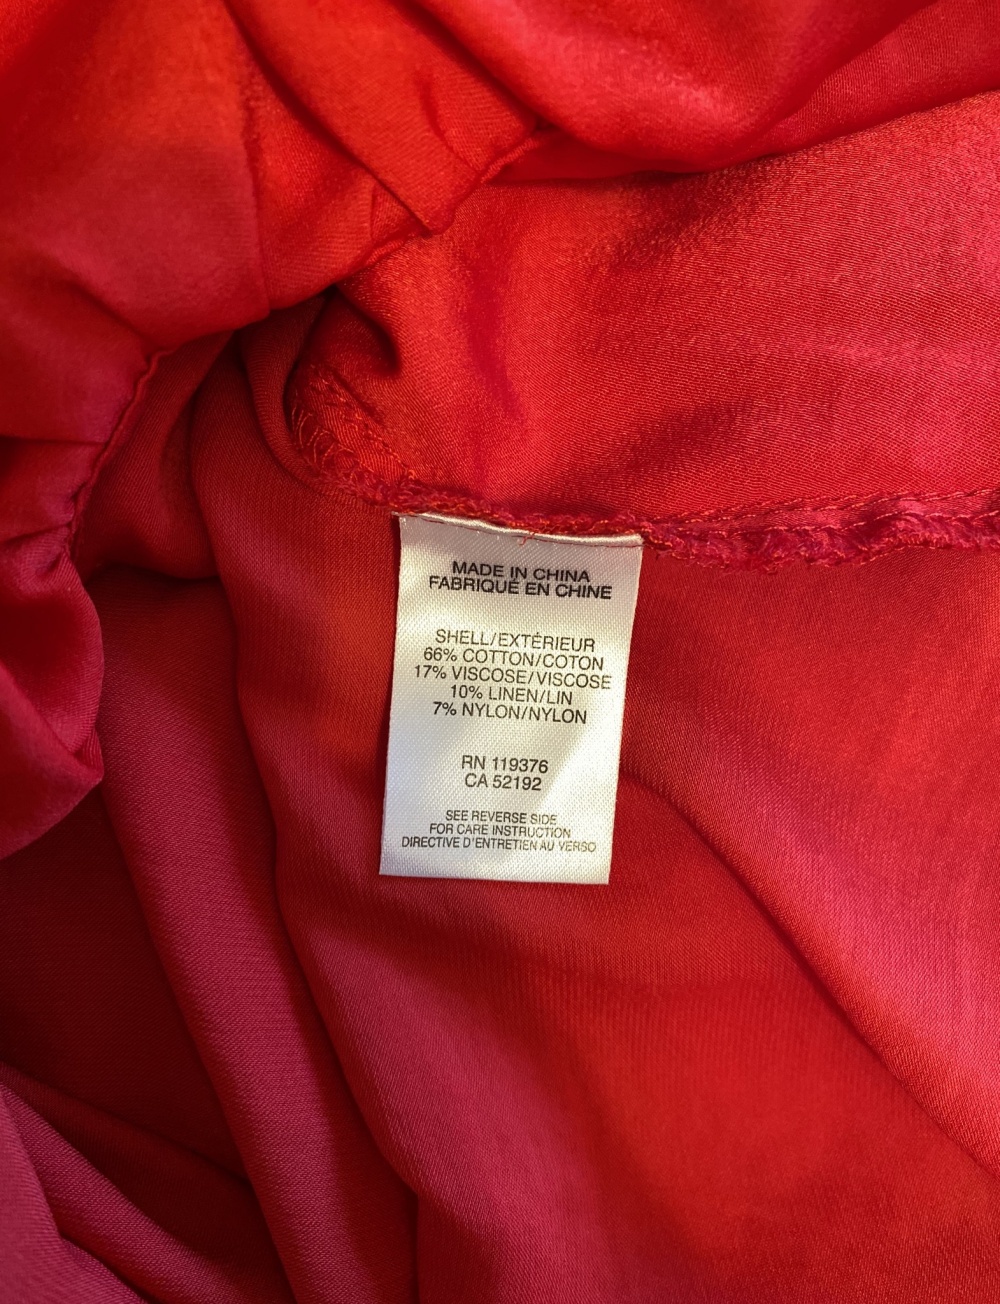 MADE IN CHINA
FABRIQUÉ EN CHINE
SHELL/EXTÉRIEUR
66% COTTON/COTON
17% VISCOSE/VISCOSE
10% LINEN/LIN
7% NYLON/NYLON
RN 119376
CA 52192
SEE REVERSE SIDE
FOR CARE INSTRUCTION
DIRECTIVE D'ENTRETIEN AU VERSO